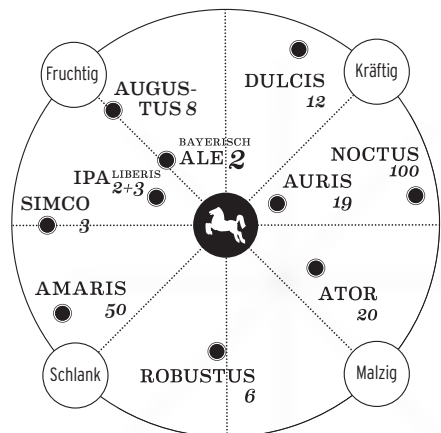 Fruchtig
Kräftig
AUGUS-
TUS 8
DULCIS
12
BAYERISCH
ALE 2
NOCTUS
100
IPA LIBERIS
2+3
AURIS
19
SIMCO
3
AMARIS
50
ATOR
20
ROBUSTUS
6
Schlank
Malzig